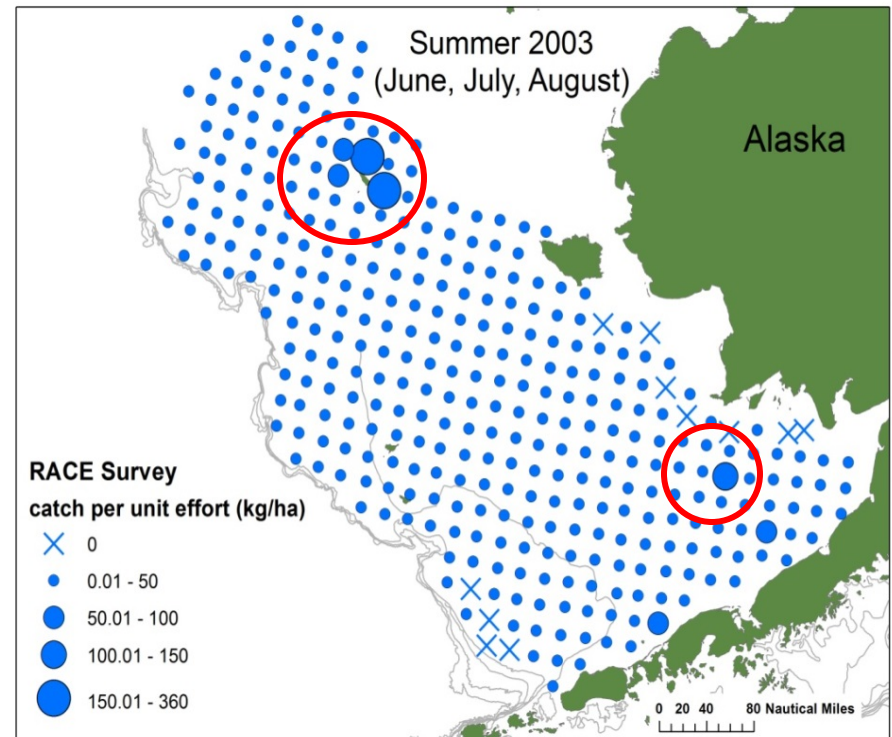 Summer 2003
(June, July, August)
Alaska
RACE Survey
catch per unit effort (kg/ha)
0
0.01 - 50
50.01 - 100
100.01 - 150
150.01 - 360
0 20 40 80 Nautical Miles